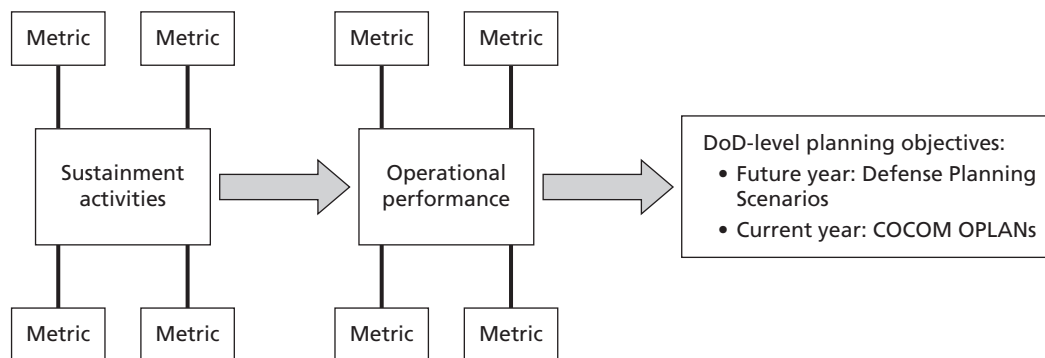 Metric
Metric
Metric
Metric
Sustainment
activities
Operational
performance
DoD-level planning objectives:
• Future year: Defense Planning
Scenarios
• Current year: COCOM OPLANs
Metric
Metric
Metric
Metric